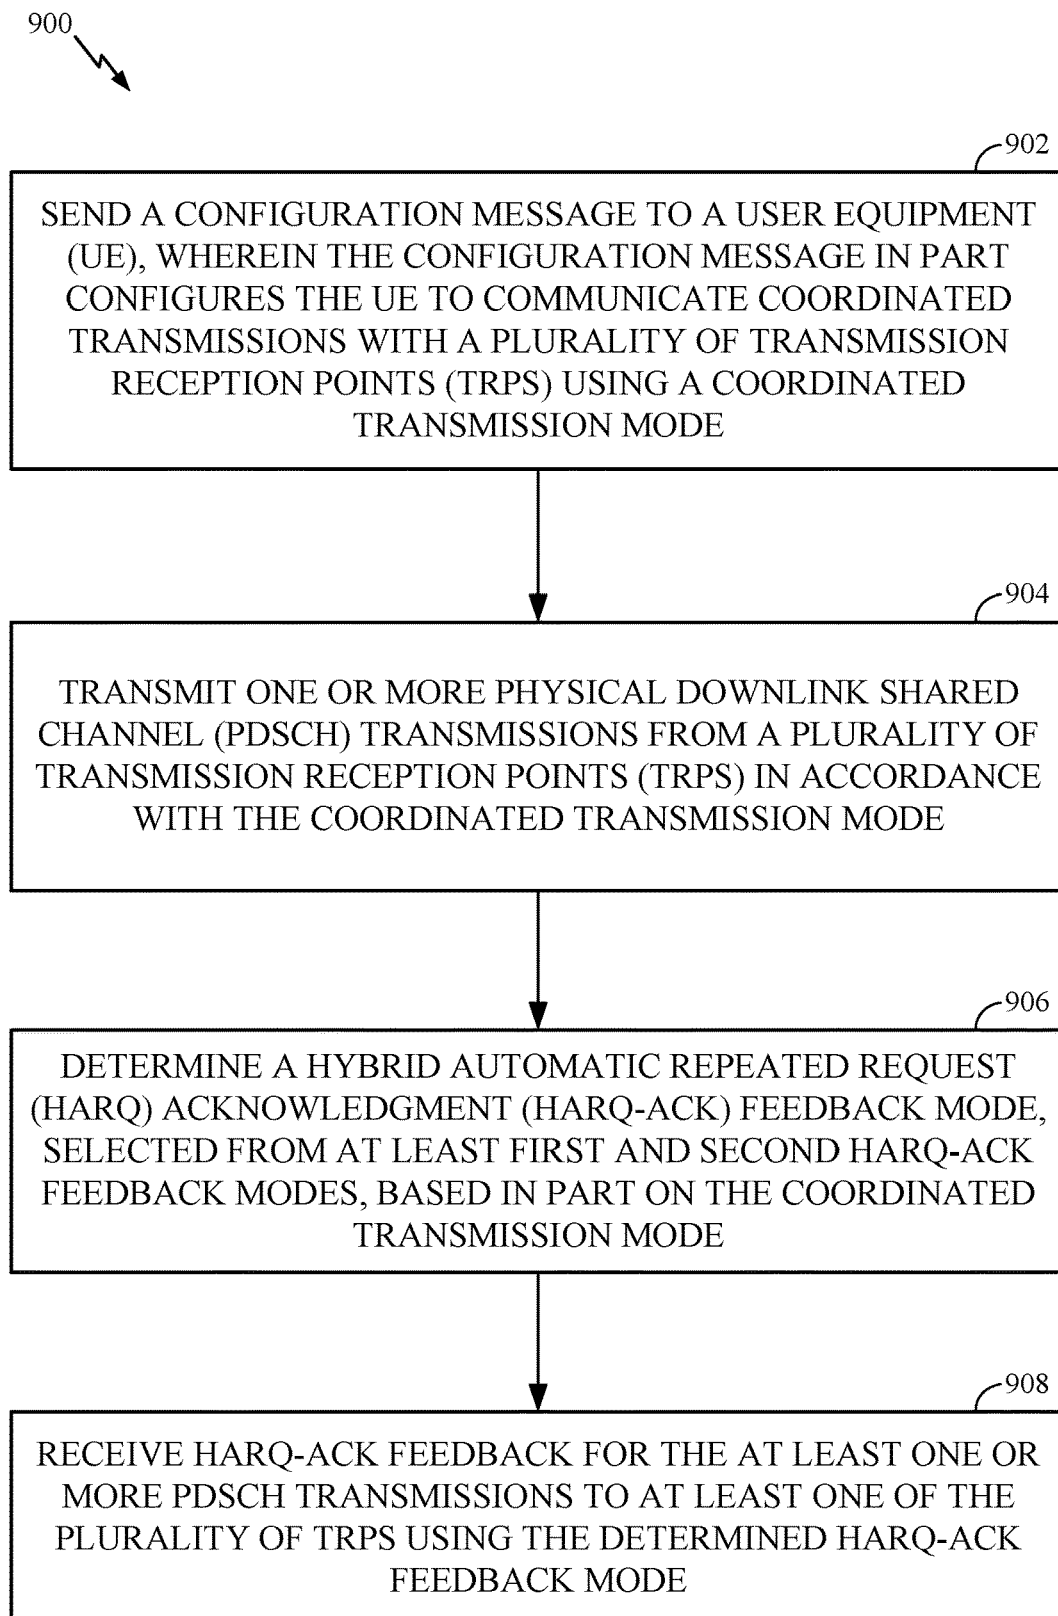 900
902
SEND A CONFIGURATION MESSAGE TO A USER EQUIPMENT
(UE), WHEREIN THE CONFIGURATION MESSAGE IN PART
CONFIGURES THE UE TO COMMUNICATE COORDINATED
TRANSMISSIONS WITH A PLURALITY OF TRANSMISSION
RECEPTION POINTS (TRPS) USING A COORDINATED
TRANSMISSION MODE
904
TRANSMIT ONE OR MORE PHYSICAL DOWNLINK SHARED
CHANNEL (PDSCH) TRANSMISSIONS FROM A PLURALITY OF
TRANSMISSION RECEPTION POINTS (TRPS) IN ACCORDANCE
WITH THE COORDINATED TRANSMISSION MODE
906
DETERMINE A HYBRID AUTOMATIC REPEATED REQUEST
(HARQ) ACKNOWLEDGMENT (HARQ-ACK) FEEDBACK MODE,
SELECTED FROM AT LEAST FIRST AND SECOND HARQ-ACK
FEEDBACK MODES, BASED IN PART ON THE COORDINATED
TRANSMISSION MODE
908
RECEIVE HARQ-ACK FEEDBACK FOR THE AT LEAST ONE OR
MORE PDSCH TRANSMISSIONS TO AT LEAST ONE OF THE
PLURALITY OF TRPS USING THE DETERMINED HARQ-ACK
FEEDBACK MODE